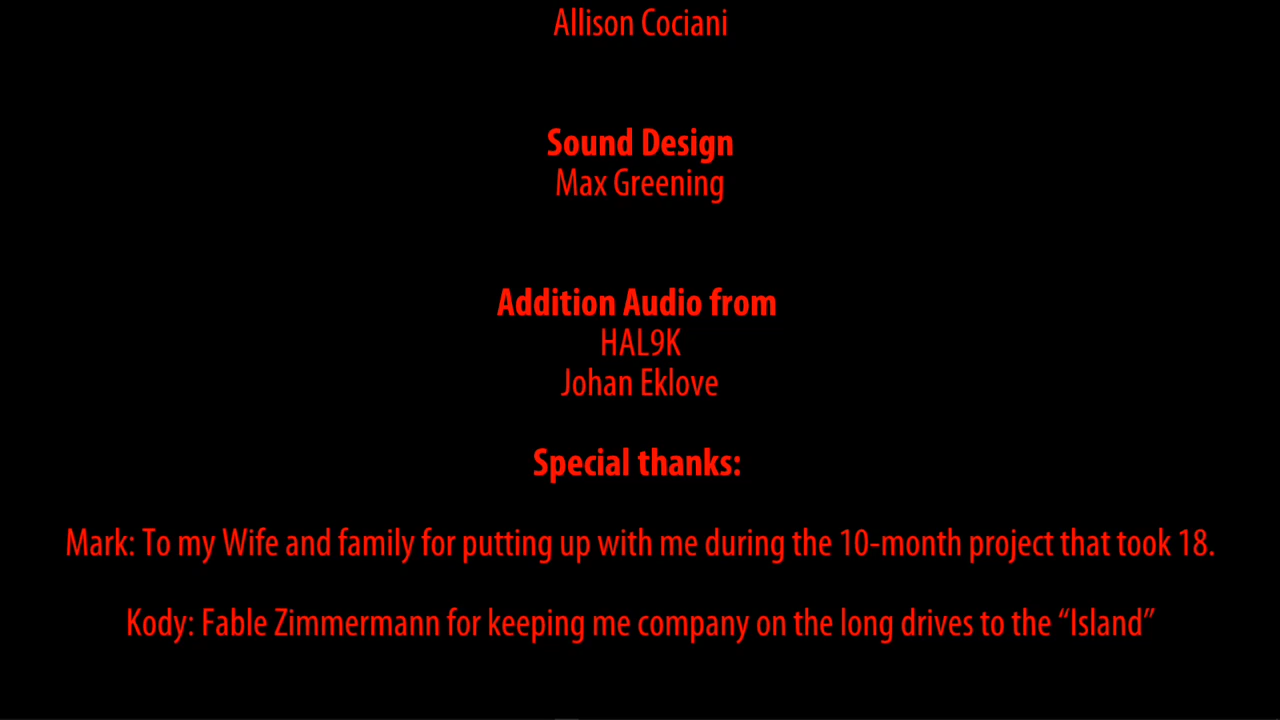 Allison Cociani
Sound Design
Max Greening
Addition Audio from
HAL9K
Johan Eklove
Special thanks:
Mark: To my Wife and family for putting up with me during the 10-month project that took 18.
Kody: Fable Zimmermann for keeping me company on the long drives to the “Island”